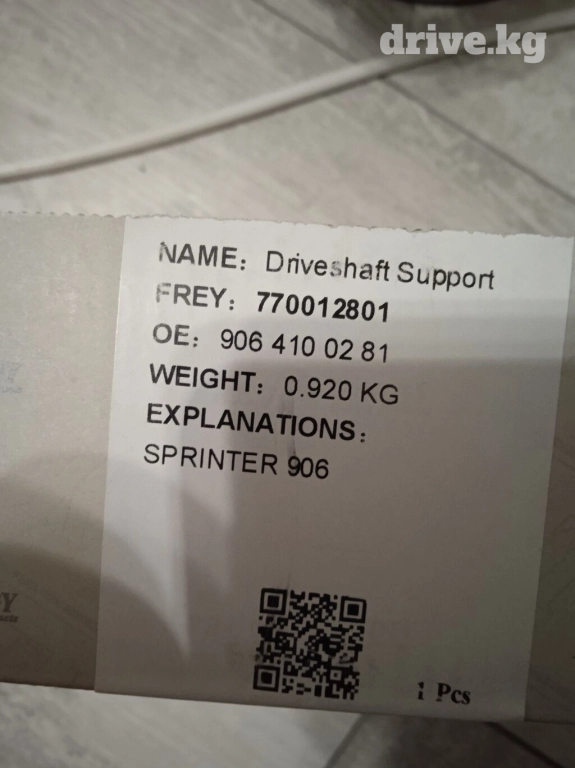 drive.kg
NAME: Driveshaft Support
FREY: 770012801
OE: 906 410 02 81
WEIGHT: 0.920 KG
EXPLANATIONS:
SPRINTER 906
1 Pcs